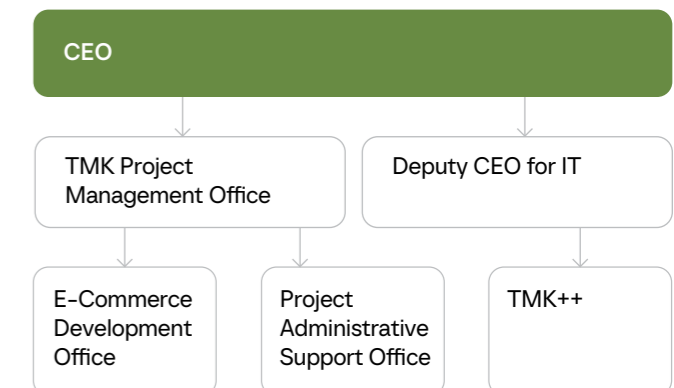 CEO
TMK Project
Management Office
Deputy CEO for IT
E-Commerce
Development
Office
Project
Administrative
Support Office
TMK++